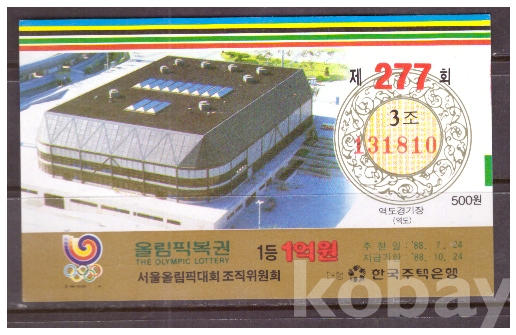 제 277 회
3 조
131810
500원
역도경기장
(역도)
올림픽복권
THE OLYMPIC LOTTERY
1등 1억원
추 첨 일 : '88. 7. 24
지급기한 : '88. 10. 24
서울올림픽대회 조직위원회
한국주택은행
kobay